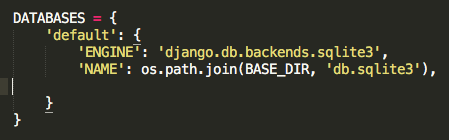 DATABASES = {
    'default': {
        'ENGINE': 'django.db.backends.sqlite3',
        'NAME': os.path.join(BASE_DIR, 'db.sqlite3'),
    }
}